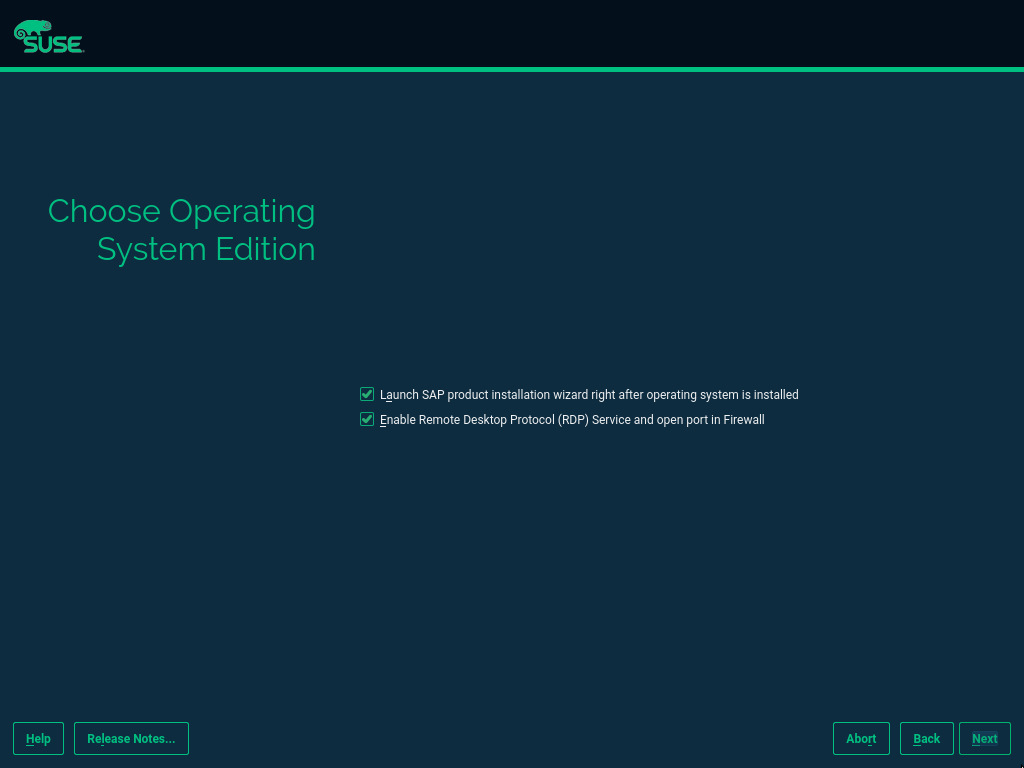 SUSE
Choose Operating
System Edition
Launch SAP product installation wizard right after operating system is installed
Enable Remote Desktop Protocol (RDP) Service and open port in Firewall
Help
Release Notes...
Abort
Back
Next